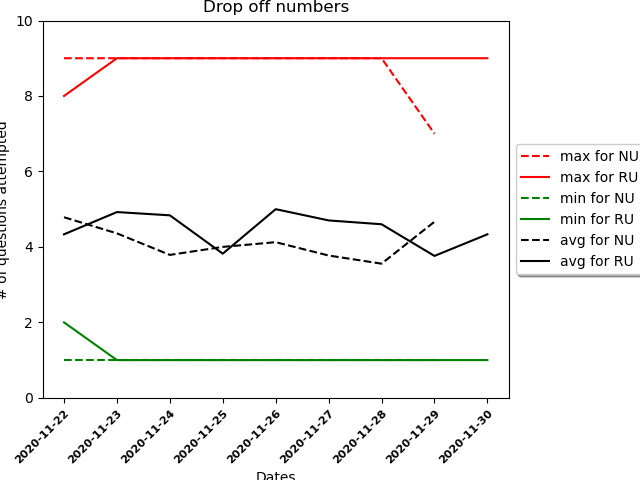 Drop off numbers
# of questions attempted
10
8
6
4
2
0
2020-11-22
2020-11-23
2020-11-24
2020-11-25
2020-11-26
2020-11-27
2020-11-28
2020-11-29
2020-11-30
Dates
max for NU
max for RU
min for NU
min for RU
avg for NU
avg for RU